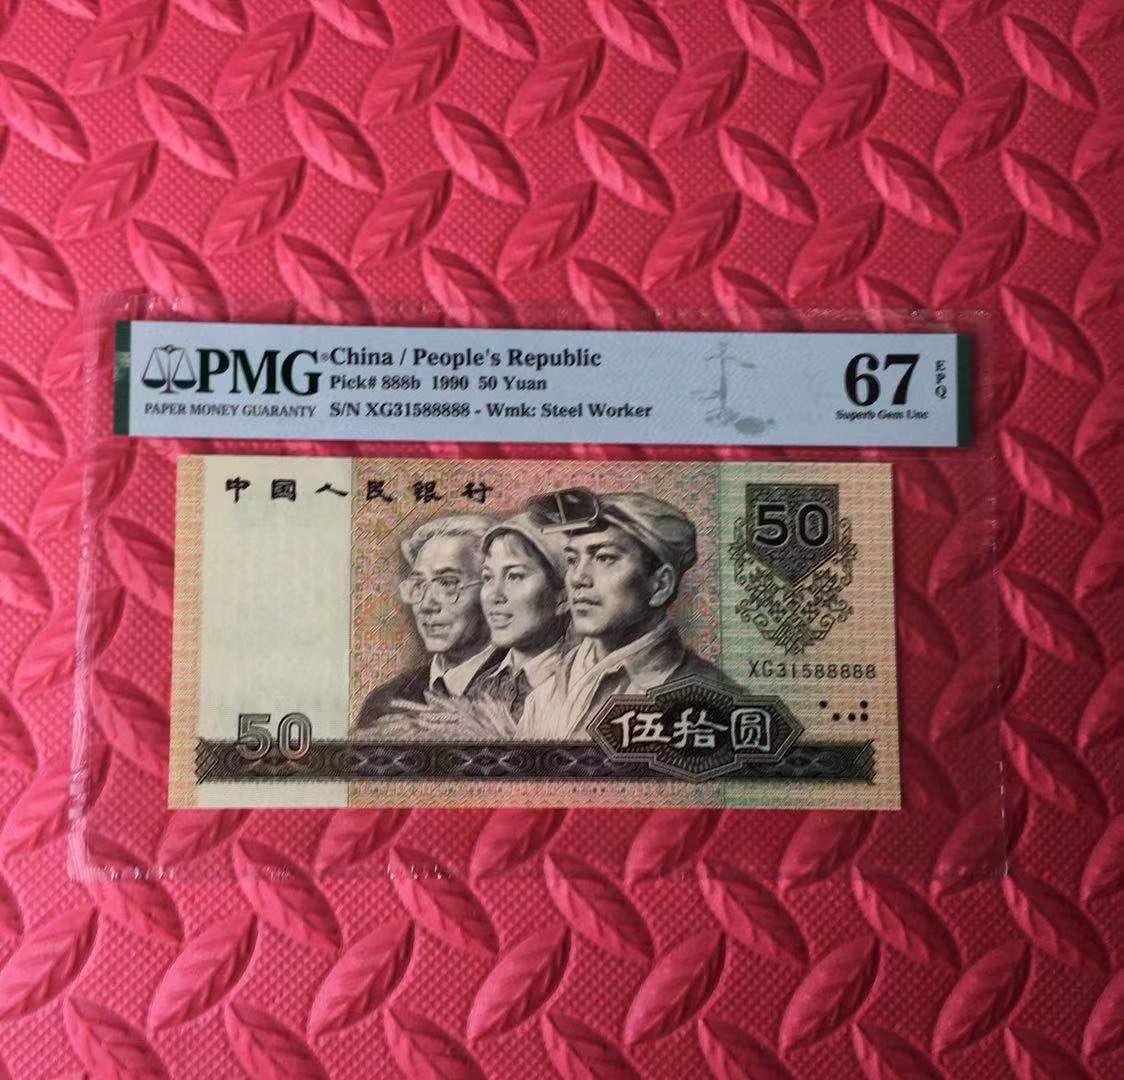 PMG®
PAPER MONEY GUARANTY
China / People's Republic
Pick# 888b 1990 50 Yuan
S/N XG31588888 - Wmk: Steel Worker
67
EPQ
Superb Gem Unc
中国人民银行
50
XG31588888
50
伍拾圆